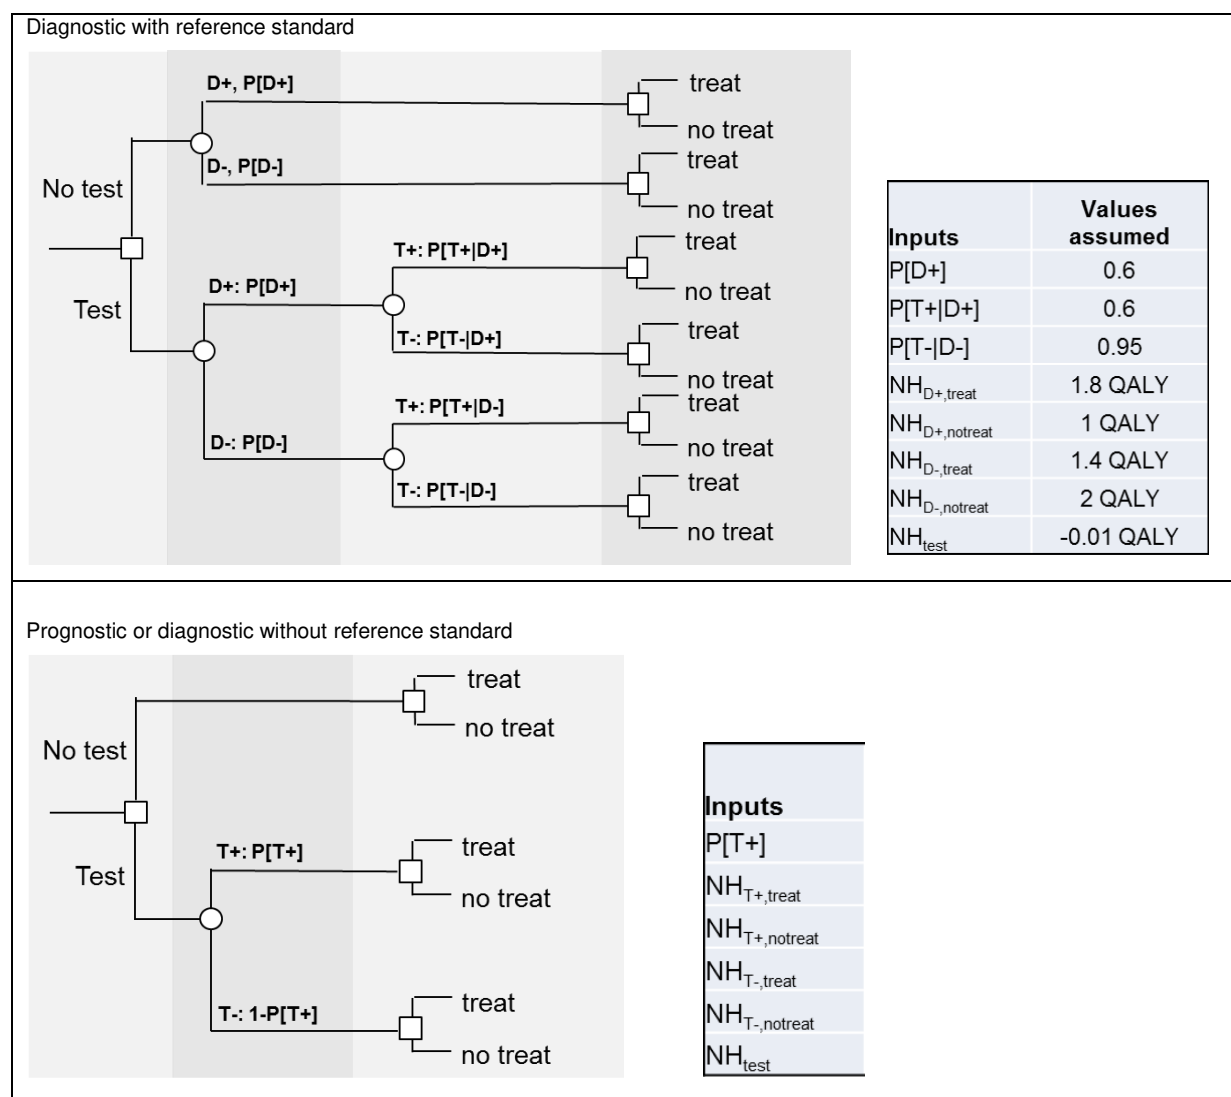 Diagnostic with reference standard
D+, P[D+]
treat
no treat
D-, P[D-]
treat
No test
no treat
T+: P[T+|D+]
treat
D+: P[D+]
no treat
Test
T-: P[T-|D+]
treat
no treat
T+: P[T+|D-]
treat
D-: P[D-]
no treat
T-: P[T-|D-]
treat
no treat
Inputs Values assumed
P[D+] 0.6
P[T+|D+] 0.6
P[T-|D-] 0.95
NHD+,treat 1.8 QALY
NHD+,notreat 1 QALY
NHD-,treat 1.4 QALY
NHD-,notreat 2 QALY
NHtest -0.01 QALY
Prognostic or diagnostic without reference standard
treat
no treat
No test
T+: P[T+]
treat
Test
no treat
T-: 1-P[T+]
treat
no treat
Inputs
P[T+]
NHT+,treat
NHT+,notreat
NHT-,treat
NHT-,notreat
NHtest